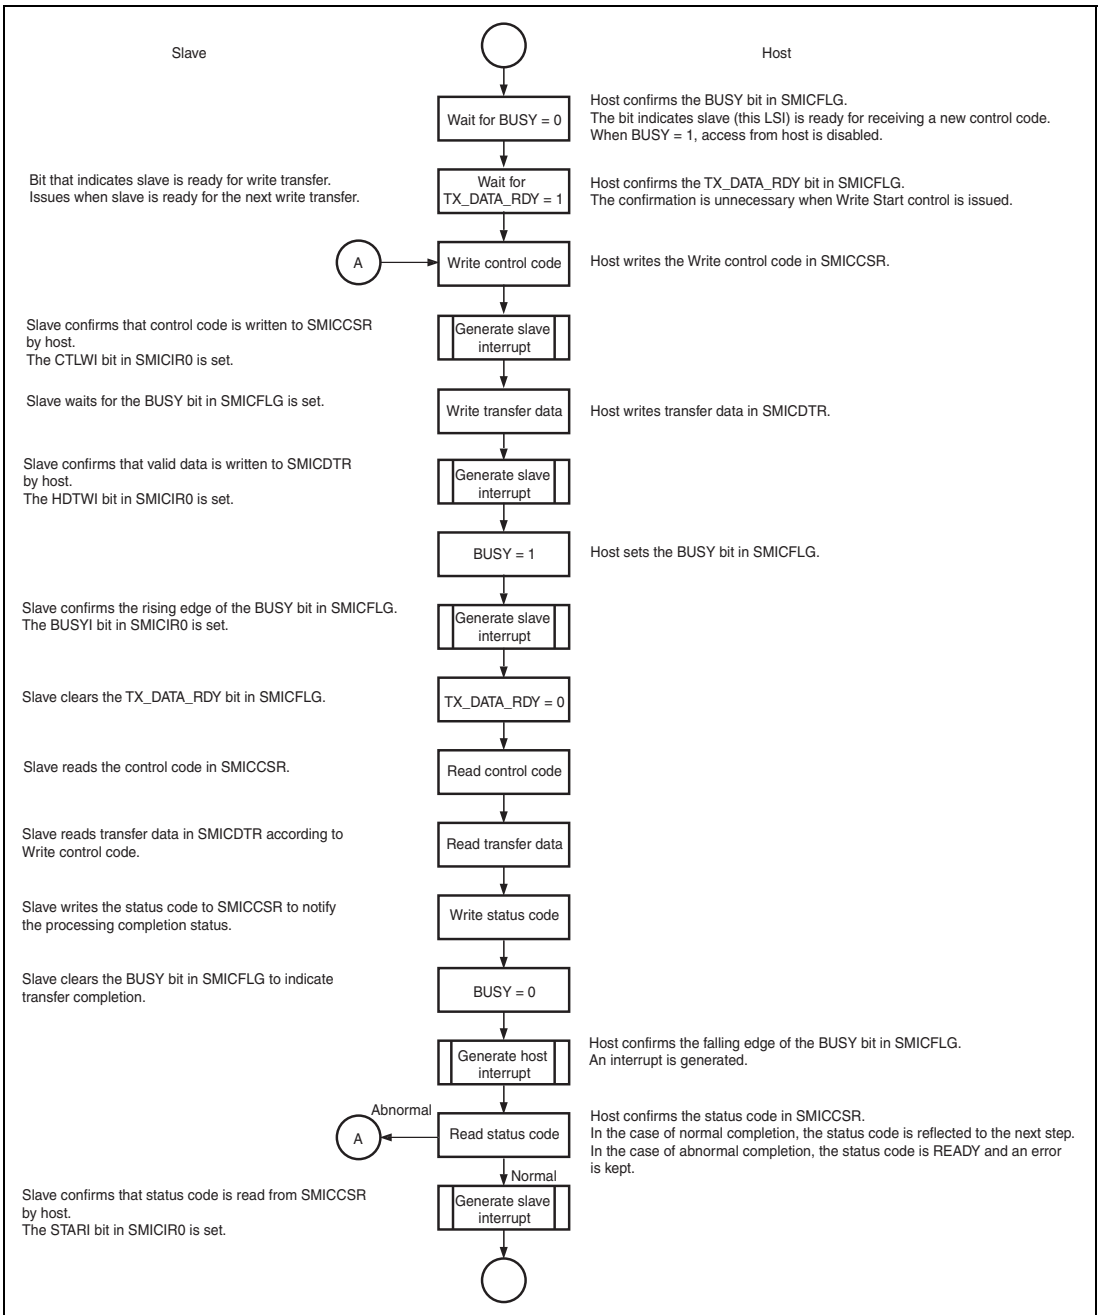 Slave
Host
Wait for BUSY = 0
Host confirms the BUSY bit in SMICFLG.
The bit indicates slave (this LSI) is ready for receiving a new control code.
When BUSY = 1, access from host is disabled.
Bit that indicates slave is ready for write transfer.
Issues when slave is ready for the next write transfer.
Wait for
TX_DATA_RDY = 1
Host confirms the TX_DATA_RDY bit in SMICFLG.
The confirmation is unnecessary when Write Start control is issued.
A
Write control code
Host writes the Write control code in SMICCSR.
Slave confirms that control code is written to SMICCSR
by host.
The CTLWI bit in SMICIR0 is set.
Generate slave
interrupt
Slave waits for the BUSY bit in SMICFLG is set.
Write transfer data
Host writes transfer data in SMICDTR.
Slave confirms that valid data is written to SMICDTR
by host.
The HDTWI bit in SMICIR0 is set.
Generate slave
interrupt
BUSY = 1
Host sets the BUSY bit in SMICFLG.
Slave confirms the rising edge of the BUSY bit in SMICFLG.
The BUSYI bit in SMICIR0 is set.
Generate slave
interrupt
Slave clears the TX_DATA_RDY bit in SMICFLG.
TX_DATA_RDY = 0
Slave reads the control code in SMICCSR.
Read control code
Slave reads transfer data in SMICDTR according to
Write control code.
Read transfer data
Slave writes the status code to SMICCSR to notify
the processing completion status.
Write status code
Slave clears the BUSY bit in SMICFLG to indicate
transfer completion.
BUSY = 0
Generate host
interrupt
Host confirms the falling edge of the BUSY bit in SMICFLG.
An interrupt is generated.
Abnormal
A
Read status code
Host confirms the status code in SMICCSR.
In the case of normal completion, the status code is reflected to the next step.
In the case of abnormal completion, the status code is READY and an error
is kept.
Normal
Slave confirms that status code is read from SMICCSR
by host.
The STARI bit in SMICIR0 is set.
Generate slave
interrupt